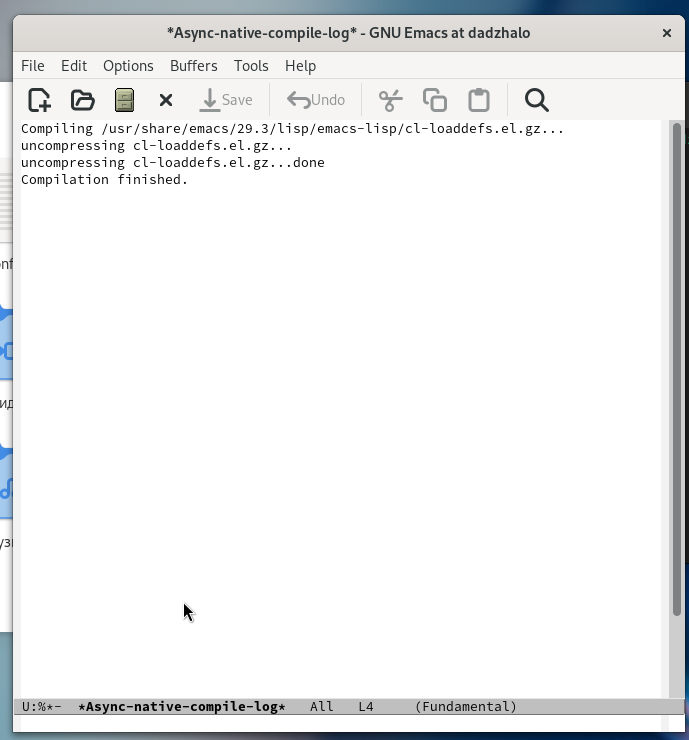 *Async-native-compile-log* - GNU Emacs at dadzhalo
File Edit Options Buffers Tools Help
Save Undo
Compiling /usr/share/emacs/29.3/lisp/emacs-lisp/cl-loaddefs.el.gz...
uncompressing cl-loaddefs.el.gz...
uncompressing cl-loaddefs.el.gz...done
Compilation finished.
U:%*- *Async-native-compile-log* All L4 (Fundamental)